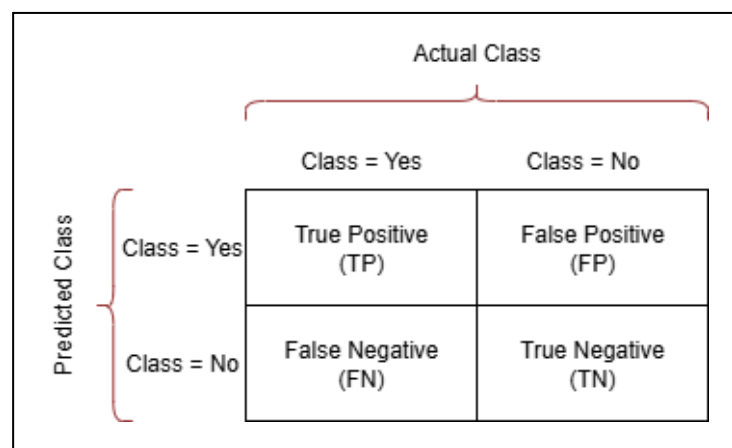 Actual Class
Class = Yes
Class = No
Predicted Class
Class = Yes
True Positive
(TP)
False Positive
(FP)
Class = No
False Negative
(FN)
True Negative
(TN)